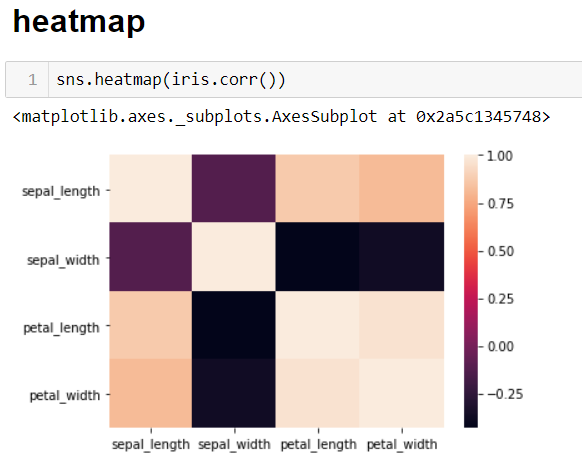 heatmap
1 sns.heatmap(iris.corr())
<matplotlib.axes._subplots.AxesSubplot at 0x2a5c1345748>
1.00
sepal_length
0.75
sepal_width
0.50
0.25
petal_length
0.00
petal_width
−0.25
sepal_length sepal_width petal_length petal_width